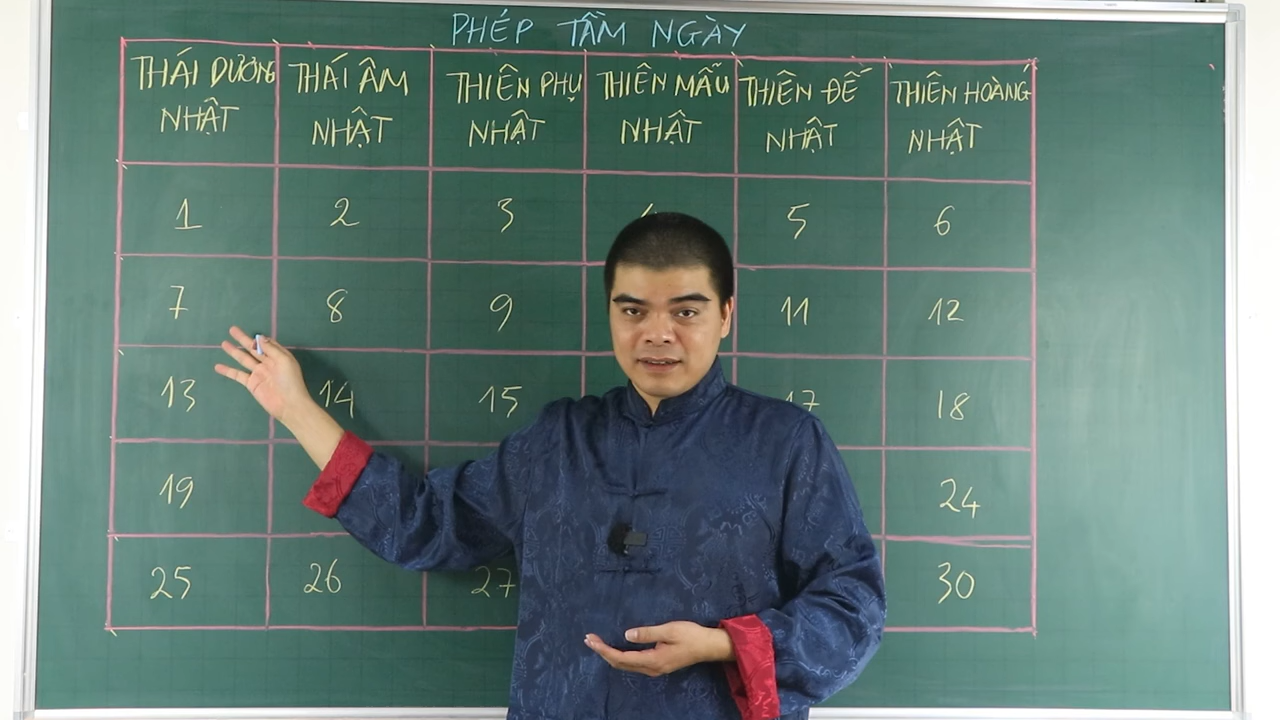 PHÉP TẦM NGÀY
THÁI DƯƠNG NHẬT
THÁI ÂM NHẬT
THIÊN PHỤ NHẬT
THIÊN MẪU NHẬT
THIÊN ĐẾ NHẬT
THIÊN HOÀNG NHẬT
1 2 3 5 6
7 8 9 11 12
13 14 15 17 18
19 24
25 26 27 30